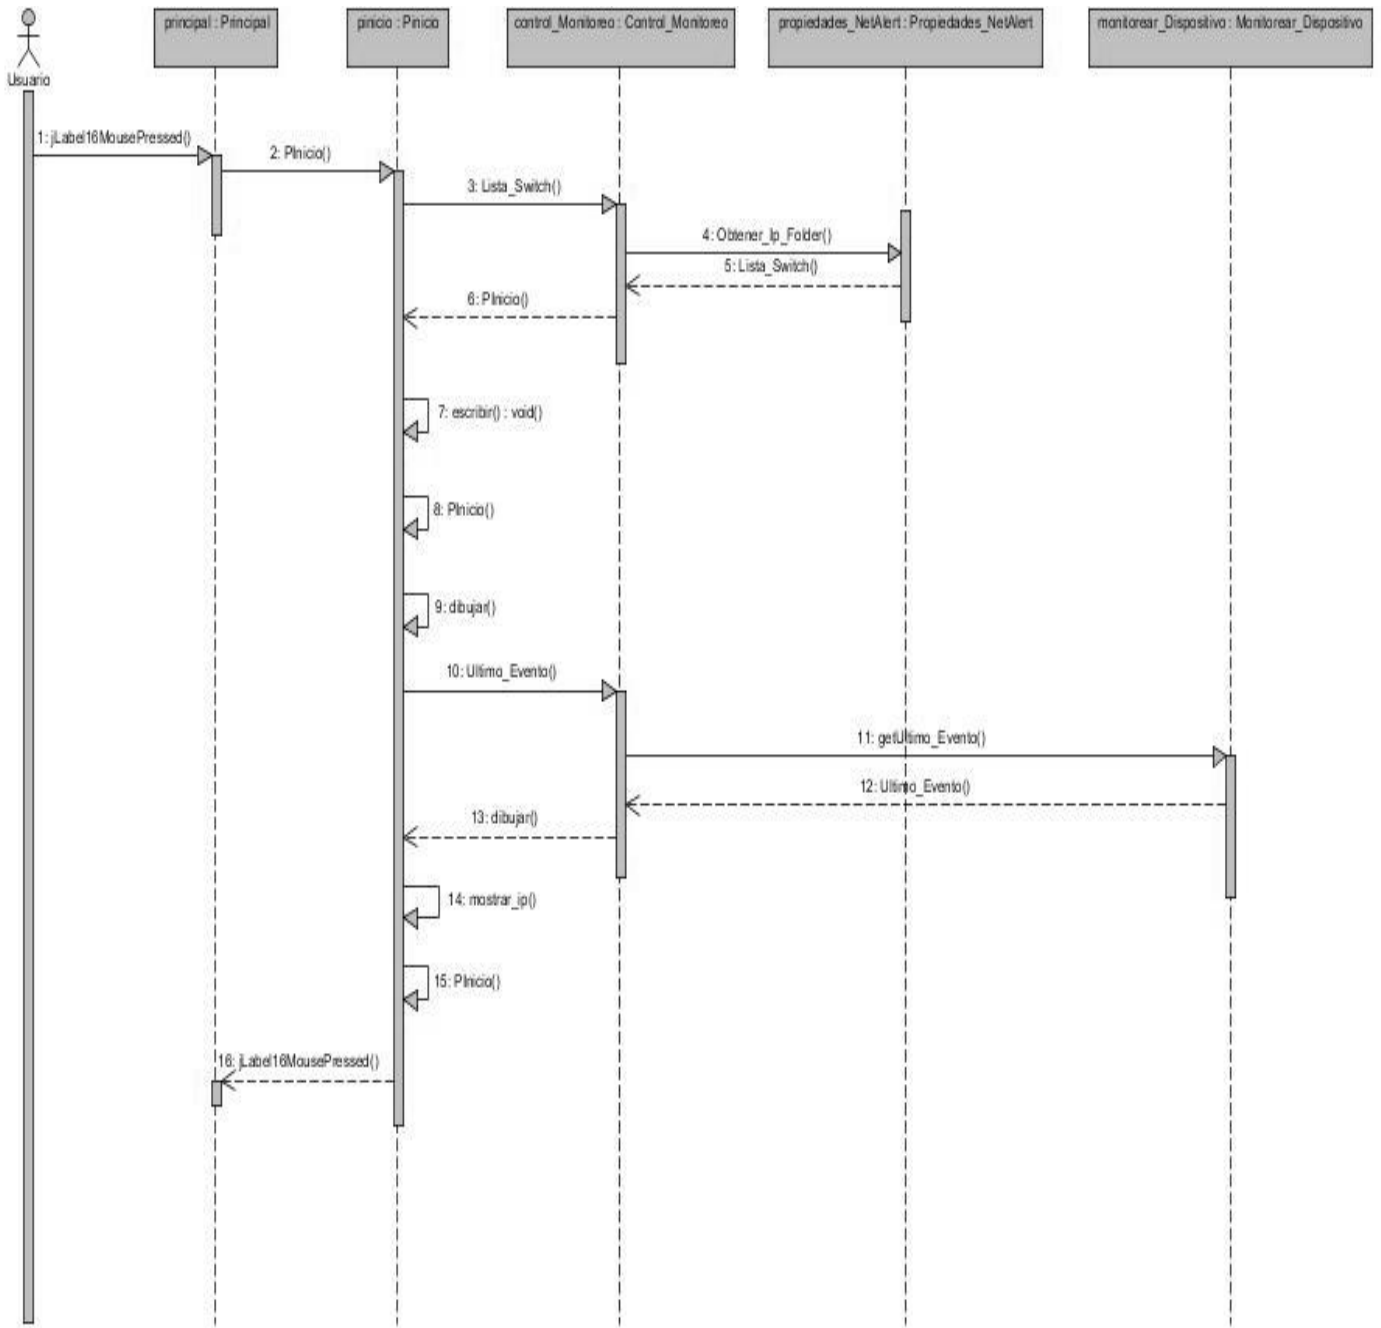 principal : Principal
pinicio : Pinicio
control_Monitoreo : Control_Monitoreo
propiedades_NetAlert : Propiedades_NetAlert
monitorear_Dispositivo : Monitorear_Dispositivo
Usuario
1: jLabel16MousePressed()
2: PInicio()
3: Lista_Switch()
4: Obtener_Ip_Folder()
5: Lista_Switch()
6: PInicio()
7: escribir() : void()
8: PInicio()
9: dibujar()
10: Ultimo_Evento()
11: getUltimo_Evento()
12: Ultimo_Evento()
13: dibujar()
14: mostrar_ip()
15: PInicio()
16: jLabel16MousePressed()